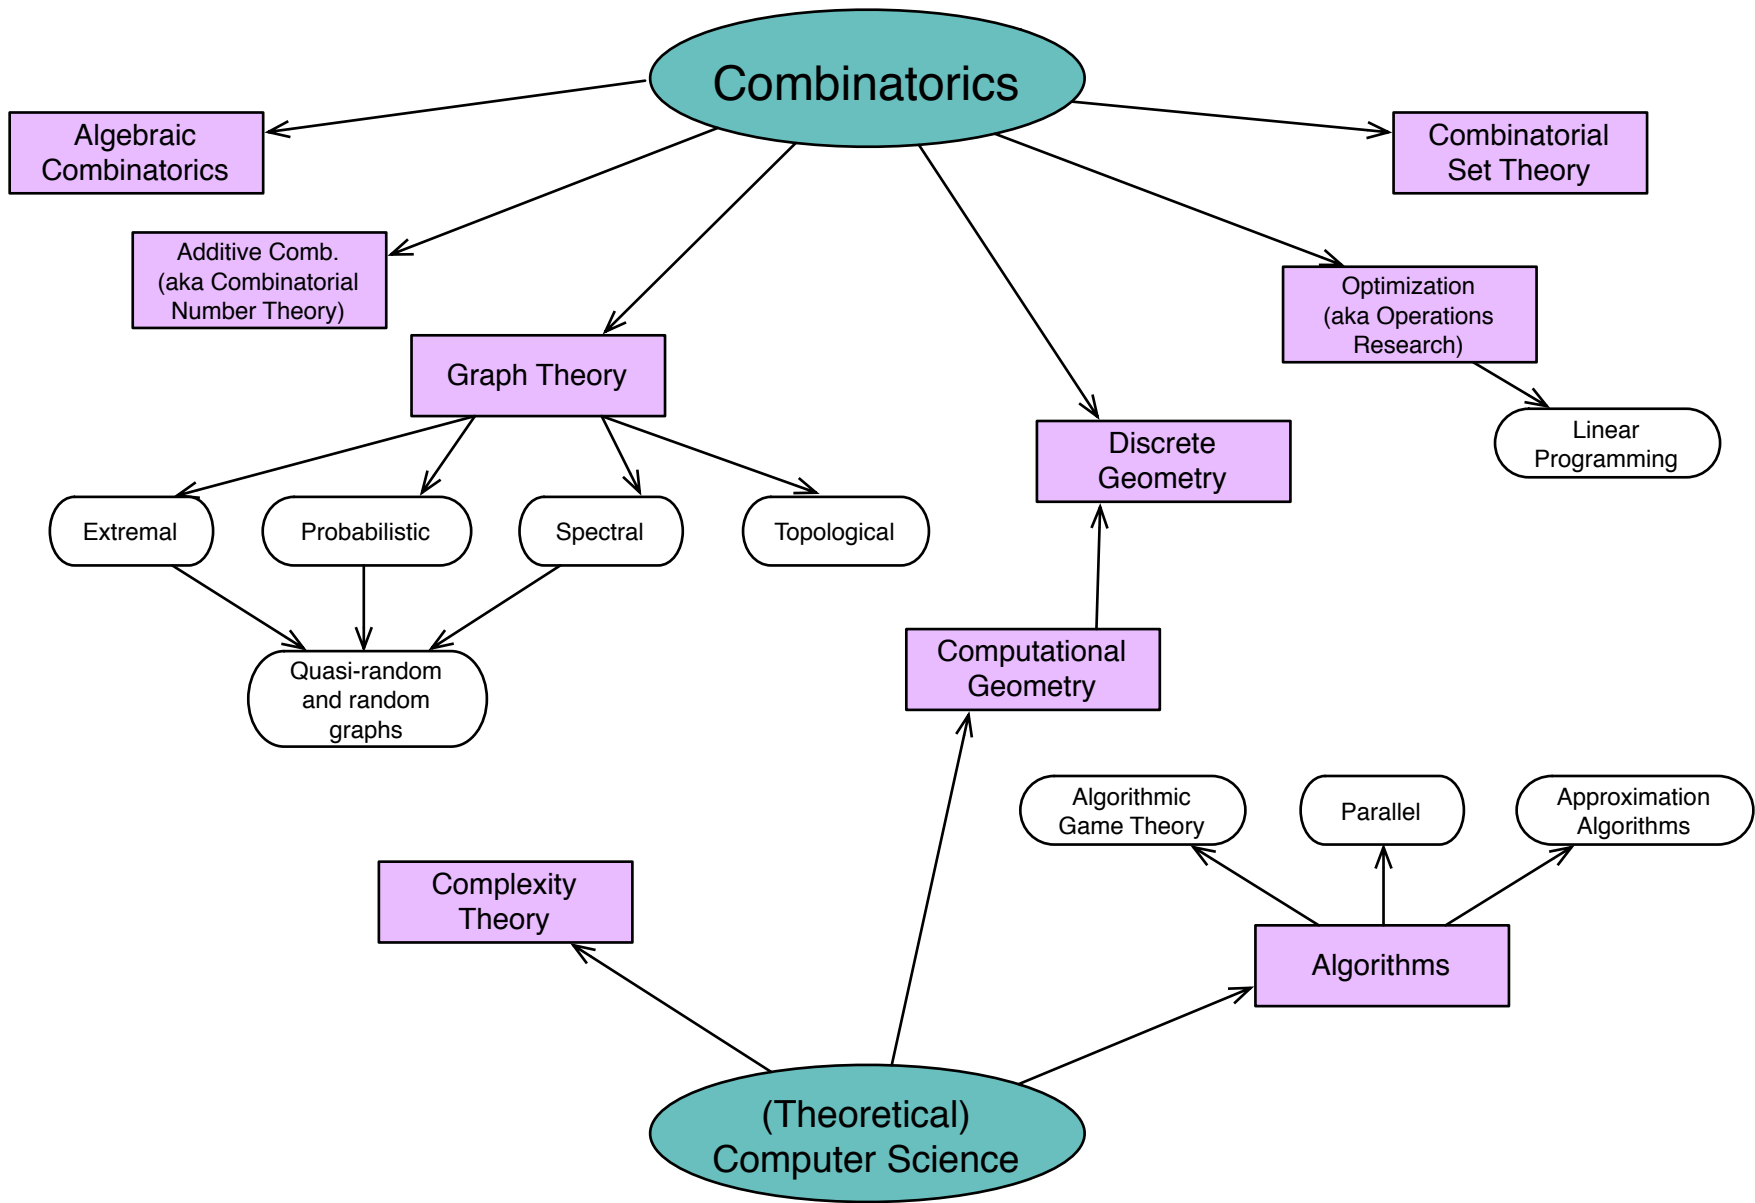 Combinatorics
Algebraic
Combinatorics
Combinatorial
Set Theory
Additive Comb.
(aka Combinatorial
Number Theory)
Optimization
(aka Operations
Research)
Graph Theory
Linear
Programming
Discrete
Geometry
Extremal
Probabilistic
Spectral
Topological
Quasi-random
and random
graphs
Computational
Geometry
Algorithmic
Game Theory
Parallel
Approximation
Algorithms
Complexity
Theory
Algorithms
(Theoretical)
Computer Science